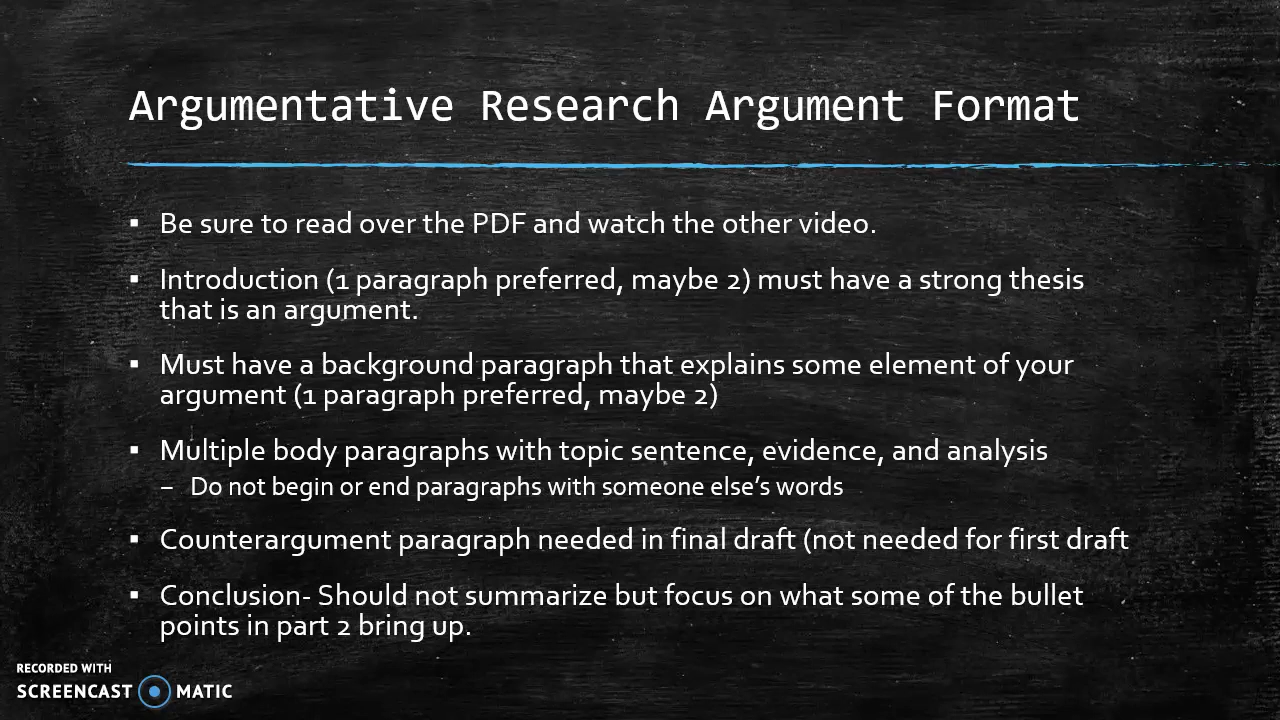 Argumentative Research Argument Format
▪ Be sure to read over the PDF and watch the other video.
▪ Introduction (1 paragraph preferred, maybe 2) must have a strong thesis
that is an argument.
▪ Must have a background paragraph that explains some element of your
argument (1 paragraph preferred, maybe 2)
▪ Multiple body paragraphs with topic sentence, evidence, and analysis
– Do not begin or end paragraphs with someone else's words
▪ Counterargument paragraph needed in final draft (not needed for first draft
▪ Conclusion- Should not summarize but focus on what some of the bullet
points in part 2 bring up.
RECORDED WITH
SCREENCAST MATIC